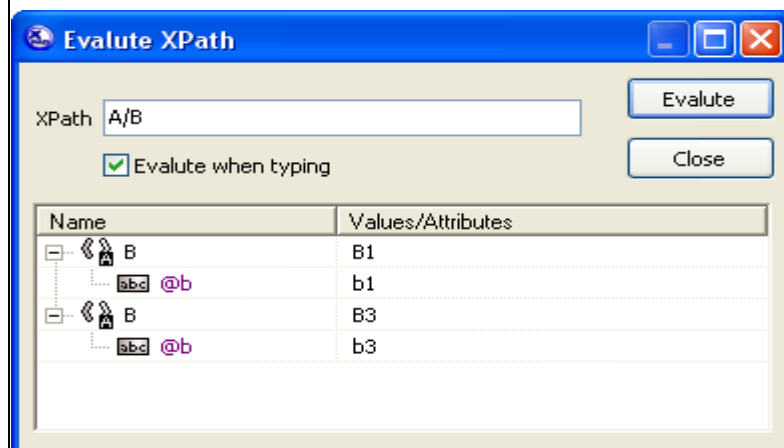 Evalute XPath
XPath A/B Evalute
Evalute when typing Close
Name Values/Attributes
A B B1
abc @b b1
A B B3
abc @b b3